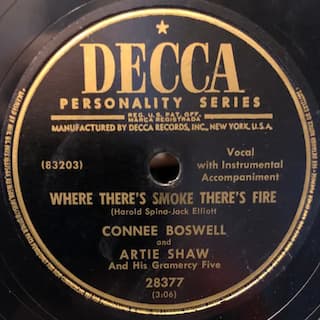 DECCA
PERSONALITY SERIES
REG. U.S. PAT. OFF.
MARCA REGISTRADA
MANUFACTURED BY DECCA RECORDS, INC., NEW YORK, U.S.A.
(83203)
Vocal
with Instrumental
Accompaniment
WHERE THERE'S SMOKE THERE'S FIRE
(Harold Spina-Jack Elliott)
CONNEE BOSWELL
and
ARTIE SHAW
And His Gramercy Five
28377
(3:06)